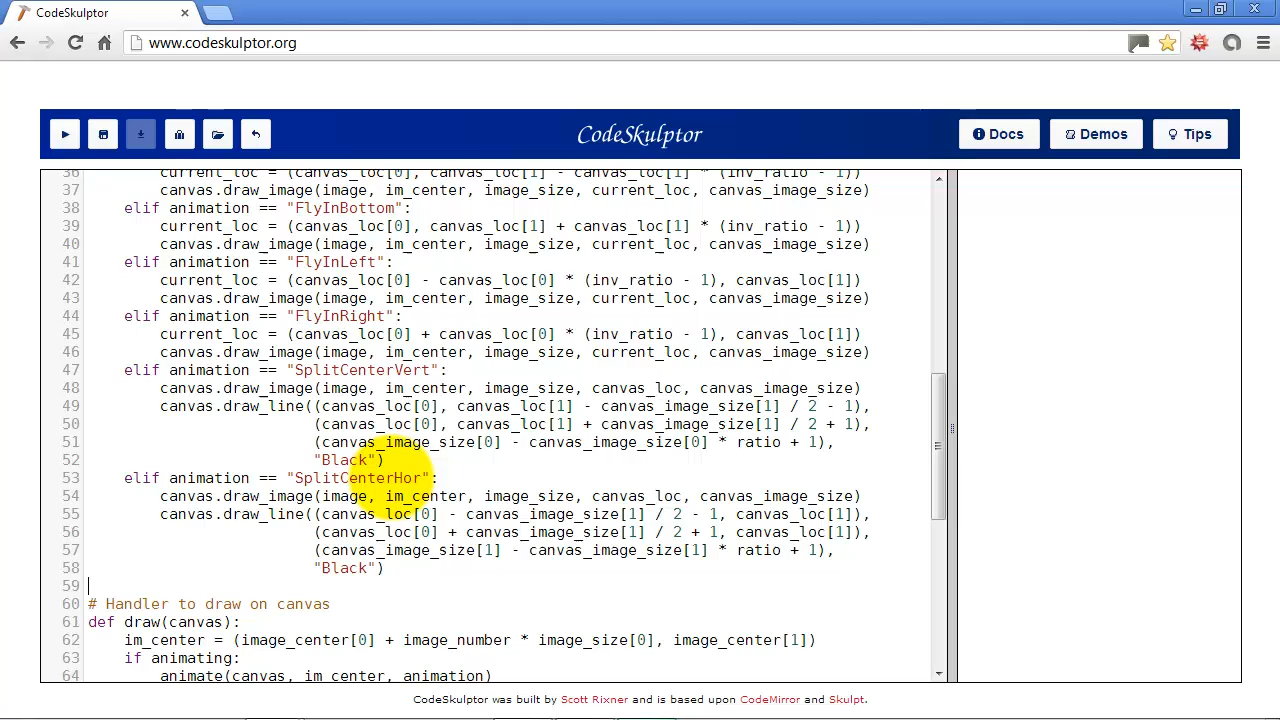 CodeSkulptor
www.codeskulptor.org
CodeSkulptor
Docs
Demos
Tips
36 current_loc = (canvas_loc[0], canvas_loc[1] - canvas_loc[1] * (inv_ratio - 1))
37 canvas.draw_image(image, im_center, image_size, current_loc, canvas_image_size)
38 elif animation == "FlyInBottom":
39 current_loc = (canvas_loc[0], canvas_loc[1] + canvas_loc[1] * (inv_ratio - 1))
40 canvas.draw_image(image, im_center, image_size, current_loc, canvas_image_size)
41 elif animation == "FlyInLeft":
42 current_loc = (canvas_loc[0] - canvas_loc[0] * (inv_ratio - 1), canvas_loc[1])
43 canvas.draw_image(image, im_center, image_size, current_loc, canvas_image_size)
44 elif animation == "FlyInRight":
45 current_loc = (canvas_loc[0] + canvas_loc[0] * (inv_ratio - 1), canvas_loc[1])
46 canvas.draw_image(image, im_center, image_size, current_loc, canvas_image_size)
47 elif animation == "SplitCenterVert":
48 canvas.draw_image(image, im_center, image_size, canvas_loc, canvas_image_size)
49 canvas.draw_line((canvas_loc[0], canvas_loc[1] - canvas_image_size[1] / 2 - 1),
50 (canvas_loc[0], canvas_loc[1] + canvas_image_size[1] / 2 + 1),
51 (canvas_image_size[0] - canvas_image_size[0] * ratio + 1),
52 "Black")
53 elif animation == "SplitCenterHor":
54 canvas.draw_image(image, im_center, image_size, canvas_loc, canvas_image_size)
55 canvas.draw_line((canvas_loc[0] - canvas_image_size[1] / 2 - 1, canvas_loc[1]),
56 (canvas_loc[0] + canvas_image_size[1] / 2 + 1, canvas_loc[1]),
57 (canvas_image_size[1] - canvas_image_size[1] * ratio + 1),
58 "Black")
59
60 # Handler to draw on canvas
61 def draw(canvas):
62 im_center = (image_center[0] + image_number * image_size[0], image_center[1])
63 if animating:
64 animate(canvas, im_center, animation)
CodeSkulptor was built by Scott Rixner and is based upon CodeMirror and Skulpt.